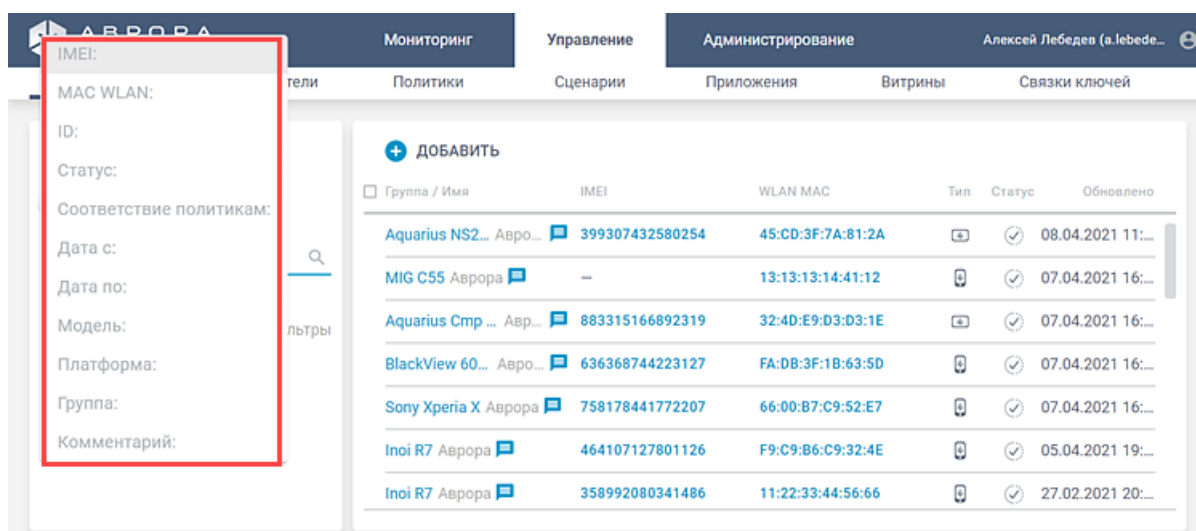 АВРОРА
Мониторинг Управление Администрирование Алексей Лебедев (a.lebede...
тели Политики Сценарии Приложения Витрины Связки ключей
IMEI:
MAC WLAN:
ID:
Статус:
Соответствие политикам:
Дата с:
Дата по:
Модель:
Платформа:
Группа:
Комментарий:
льтры
ДОБАВИТЬ
Группа / Имя IMEI WLAN MAC Тип Статус Обновлено
Aquarius NS2... Авро... 399307432580254 45:CD:3F:7A:81:2A 08.04.2021 11:...
MIG C55 Аврора — 13:13:13:14:41:12 07.04.2021 16:...
Aquarius Cmp ... Авр... 883315166892319 32:4D:E9:D3:D3:1E 07.04.2021 16:...
BlackView 60... Авро... 636368744223127 FA:DB:3F:1B:63:5D 07.04.2021 16:...
Sony Xperia X Аврора 758178441772207 66:00:B7:C9:52:E7 07.04.2021 16:...
Inoi R7 Аврора 464107127801126 F9:C9:B6:C9:32:4E 05.04.2021 19:...
Inoi R7 Аврора 358992080341486 11:22:33:44:56:66 27.02.2021 20:...